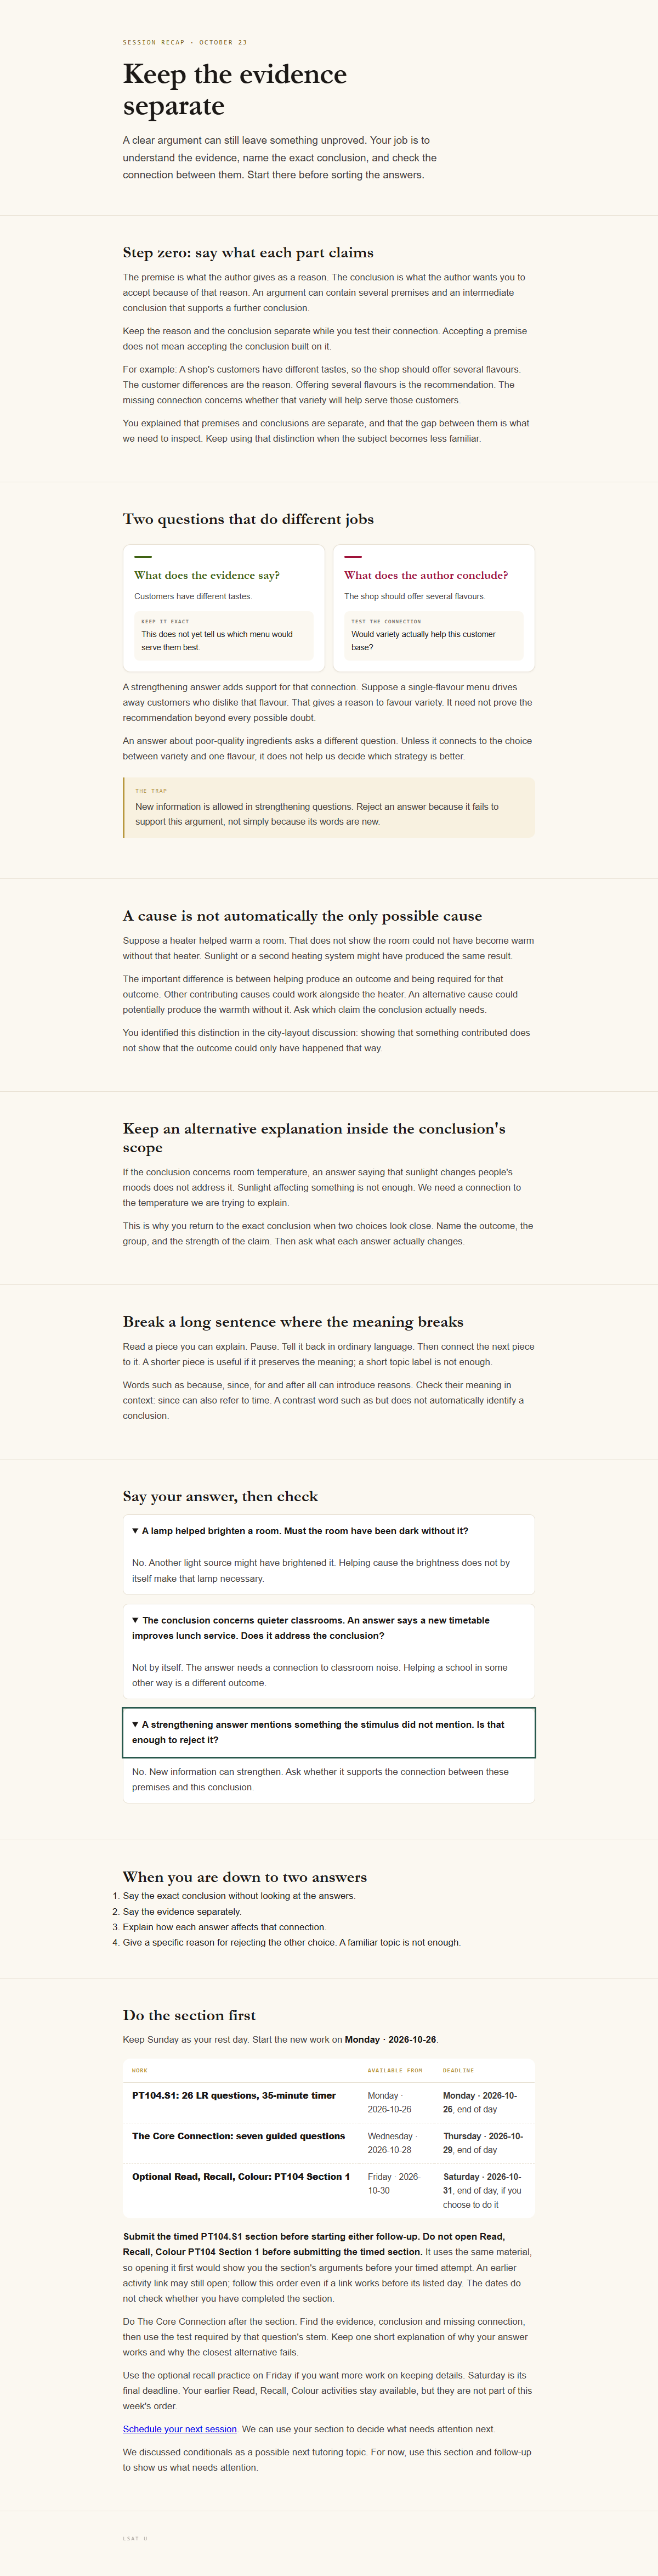 SESSION RECAP · OCTOBER 23
Keep the evidence
separate
A clear argument can still leave something unproved. Your job is to
understand the evidence, name the exact conclusion, and check the
connection between them. Start there before sorting the answers.
Step zero: say what each part claims
The premise is what the author gives as a reason. The conclusion is what the author wants you to
accept because of that reason. An argument can contain several premises and an intermediate
conclusion that supports a further conclusion.
Keep the reason and the conclusion separate while you test their connection. Accepting a premise
does not mean accepting the conclusion built on it.
For example: A shop's customers have different tastes, so the shop should offer several flavours.
The customer differences are the reason. Offering several flavours is the recommendation. The
missing connection concerns whether that variety will help serve those customers.
You explained that premises and conclusions are separate, and that the gap between them is what
we need to inspect. Keep using that distinction when the subject becomes less familiar.
Two questions that do different jobs
What does the evidence say?
Customers have different tastes.
KEEP IT EXACT
This does not yet tell us which menu would
serve them best.
What does the author conclude?
The shop should offer several flavours.
TEST THE CONNECTION
Would variety actually help this customer
base?
A strengthening answer adds support for that connection. Suppose a single-flavour menu drives
away customers who dislike that flavour. That gives a reason to favour variety. It need not prove the
recommendation beyond every possible doubt.
An answer about poor-quality ingredients asks a different question. Unless it connects to the choice
between variety and one flavour, it does not help us decide which strategy is better.
THE TRAP
New information is allowed in strengthening questions. Reject an answer because it fails to
support this argument, not simply because its words are new.
A cause is not automatically the only possible cause
Suppose a heater helped warm a room. That does not show the room could not have become warm
without that heater. Sunlight or a second heating system might have produced the same result.
The important difference is between helping produce an outcome and being required for that
outcome. Other contributing causes could work alongside the heater. An alternative cause could
potentially produce the warmth without it. Ask which claim the conclusion actually needs.
You identified this distinction in the city-layout discussion: showing that something contributed does
not show that the outcome could only have happened that way.
Keep an alternative explanation inside the conclusion's
scope
If the conclusion concerns room temperature, an answer saying that sunlight changes people's
moods does not address it. Sunlight affecting something is not enough. We need a connection to
the temperature we are trying to explain.
This is why you return to the exact conclusion when two choices look close. Name the outcome, the
group, and the strength of the claim. Then ask what each answer actually changes.
Break a long sentence where the meaning breaks
Read a piece you can explain. Pause. Tell it back in ordinary language. Then connect the next piece
to it. A shorter piece is useful if it preserves the meaning; a short topic label is not enough.
Words such as because, since, for and after all can introduce reasons. Check their meaning in
context: since can also refer to time. A contrast word such as but does not automatically identify a
conclusion.
Say your answer, then check
▼ A lamp helped brighten a room. Must the room have been dark without it?
No. Another light source might have brightened it. Helping cause the brightness does not by
itself make that lamp necessary.
▼ The conclusion concerns quieter classrooms. An answer says a new timetable
improves lunch service. Does it address the conclusion?
Not by itself. The answer needs a connection to classroom noise. Helping a school in some
other way is a different outcome.
▼ A strengthening answer mentions something the stimulus did not mention. Is that
enough to reject it?
No. New information can strengthen. Ask whether it supports the connection between these
premises and this conclusion.
When you are down to two answers
1. Say the exact conclusion without looking at the answers.
2. Say the evidence separately.
3. Explain how each answer affects that connection.
4. Give a specific reason for rejecting the other choice. A familiar topic is not enough.
Do the section first
Keep Sunday as your rest day. Start the new work on Monday · 2026-10-26.
WORK AVAILABLE FROM DEADLINE
PT104.S1: 26 LR questions, 35-minute timer
Monday ·
2026-10-26
Monday · 2026-10-
26, end of day
The Core Connection: seven guided questions
Wednesday ·
2026-10-28
Thursday · 2026-10-
29, end of day
Optional Read, Recall, Colour: PT104 Section 1
Friday · 2026-
10-30
Saturday · 2026-10-
31, end of day, if you
choose to do it
Submit the timed PT104.S1 section before starting either follow-up. Do not open Read,
Recall, Colour PT104 Section 1 before submitting the timed section. It uses the same material,
so opening it first would show you the section's arguments before your timed attempt. An earlier
activity link may still open; follow this order even if a link works before its listed day. The dates do
not check whether you have completed the section.
Do The Core Connection after the section. Find the evidence, conclusion and missing connection,
then use the test required by that question's stem. Keep one short explanation of why your answer
works and why the closest alternative fails.
Use the optional recall practice on Friday if you want more work on keeping details. Saturday is its
final deadline. Your earlier Read, Recall, Colour activities stay available, but they are not part of this
week's order.
Schedule your next session. We can use your section to decide what needs attention next.
We discussed conditionals as a possible next tutoring topic. For now, use this section and follow-up
to show us what needs attention.
LSAT U